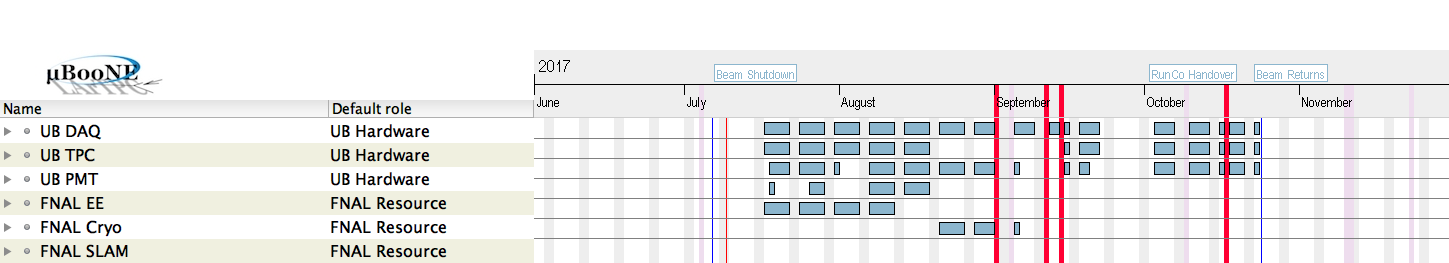 2017
Beam Shutdown RunCo Handover Beam Returns
µBooNE
LArTPC
Name Default role June July August September October November
UB DAQ UB Hardware
UB TPC UB Hardware
UB PMT UB Hardware
FNAL EE FNAL Resource
FNAL Cryo FNAL Resource
FNAL SLAM FNAL Resource